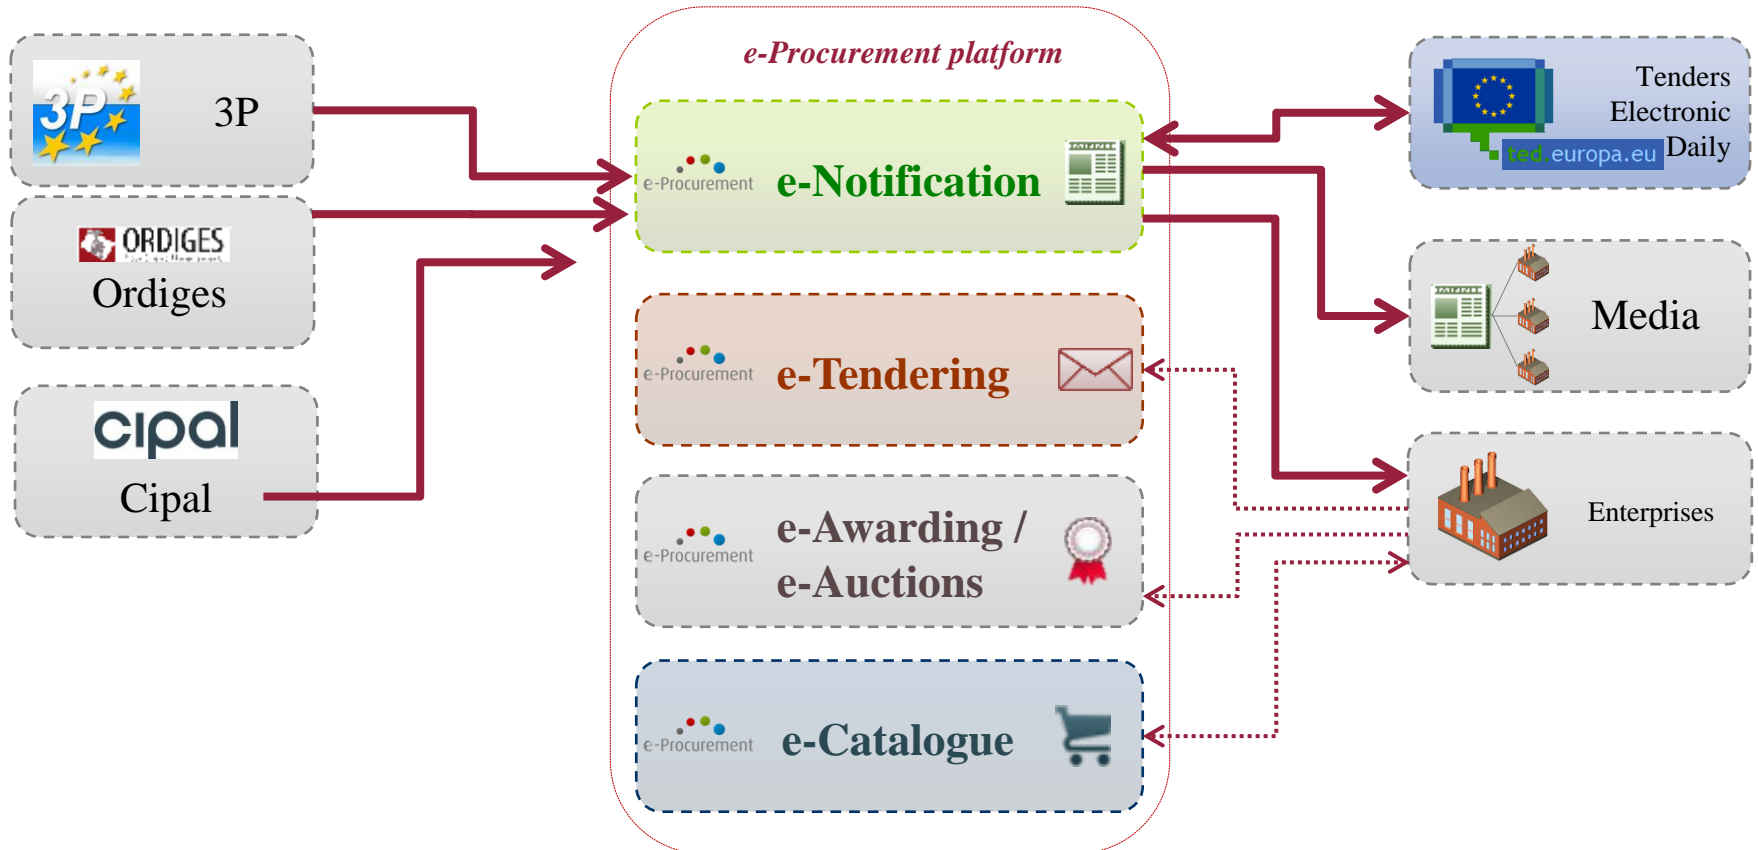 e-Procurement platform
3P
3P
ORDIGES
Ordiges
cipal
Cipal
e-Procurement
e-Notification
e-Procurement
e-Tendering
e-Procurement
e-Awarding /
e-Auctions
e-Procurement
e-Catalogue
Tenders
Electronic
Daily
ted.europa.eu
Media
Enterprises